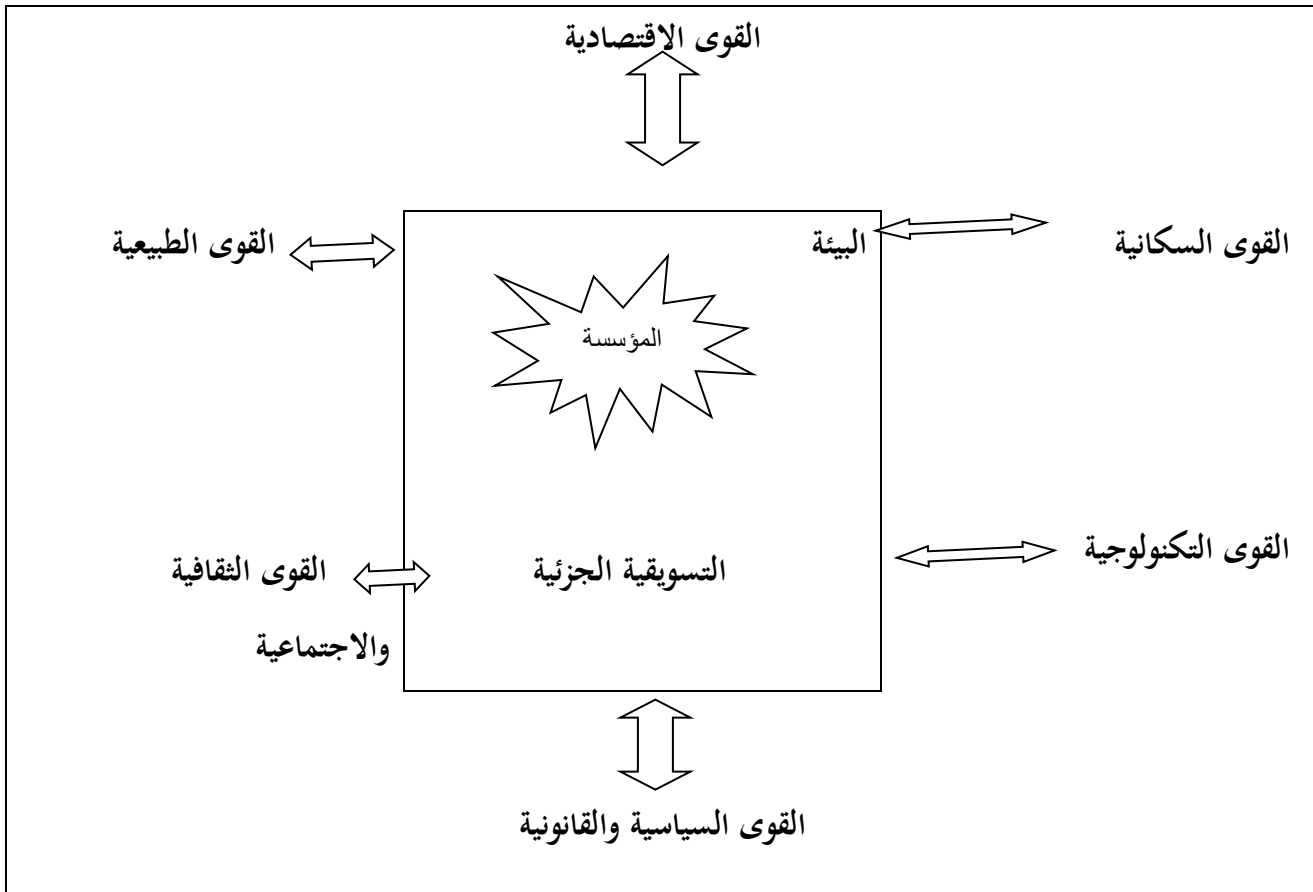 القوى الاقتصادية
القوى السكانية
البيئة
القوى الطبيعية
المؤسسة
القوى التكنولوجية
التسويقية الجزئية
القوى الثقافية
والاجتماعية
القوى السياسية والقانونية